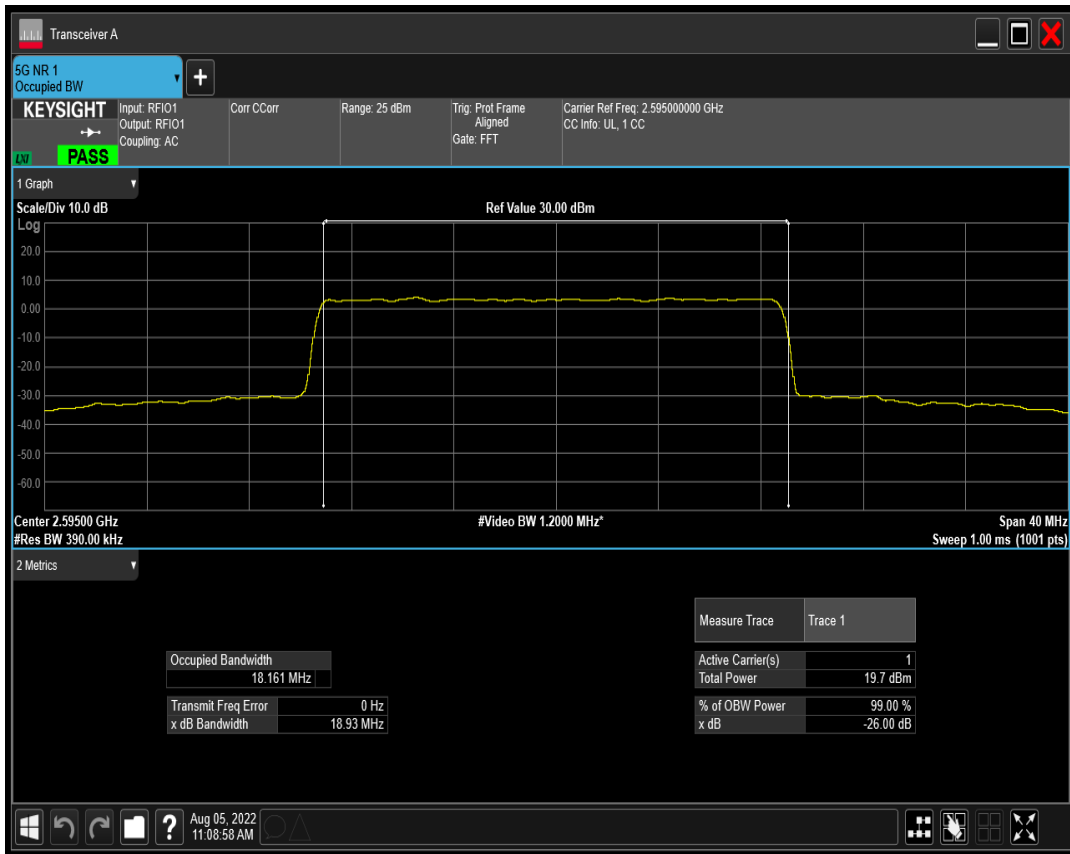 Transceiver A
5G NR 1
Occupied BW
+
KEYSIGHT
LXI
PASS
Input: RFIO1
Output: RFIO1
Coupling: AC
Corr CCorr
Range: 25 dBm
Trig: Prot Frame
Aligned
Gate: FFT
Carrier Ref Freq: 2.595000000 GHz
CC Info: UL, 1 CC
1 Graph
Scale/Div 10.0 dB
Ref Value 30.00 dBm
Log
20.0
10.0
0.00
-10.0
-20.0
-30.0
-40.0
-50.0
-60.0
Center 2.59500 GHz
#Video BW 1.2000 MHz*
Span 40 MHz
#Res BW 390.00 kHz
Sweep 1.00 ms (1001 pts)
2 Metrics
Measure Trace Trace 1
Occupied Bandwidth
18.161 MHz
Active Carrier(s) 1
Total Power 19.7 dBm
Transmit Freq Error 0 Hz
x dB Bandwidth 18.93 MHz
% of OBW Power 99.00 %
x dB -26.00 dB
?
Aug 05, 2022
11:08:58 AM